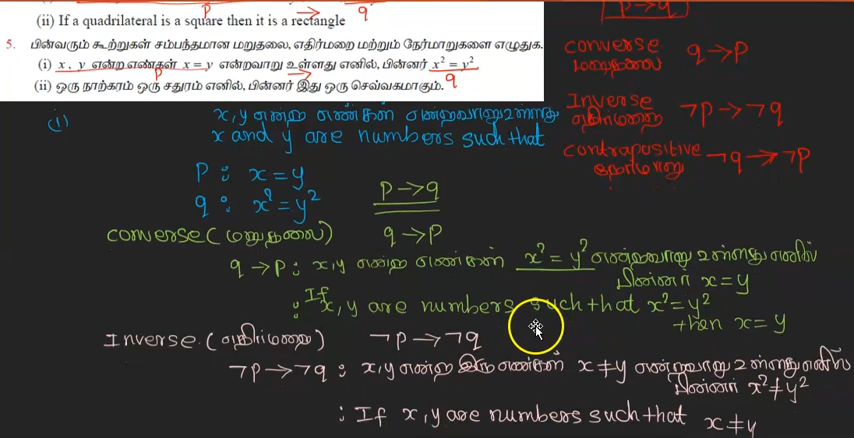 P
q
P → q
(ii) If a quadrilateral is a square then it is a rectangle
5. பின்வரும் கூற்றுகள் சம்பந்தமான மறுதலை, எதிர்மறை மற்றும் நேர்மாறுகளை எழுதுக.
(i) x, y என்ற எண்கள் x = y என்றவாறு உள்ளது எனில், பின்னர் x² = y²
P
q
(ii) ஒரு நாற்கரம் ஒரு சதுரம் எனில், பின்னர் இது ஒரு செவ்வகமாகும்.
converse q → P
மறுதலை
Inverse ¬P → ¬q
எதிர்மறை
contrapositive ¬q → ¬P
நேர்மாறு
(i) x, y என்ற எண்கள் என்றவாறு உள்ளது
x and y are numbers such that
P : x = y
q : x² = y²
P → q
converse (மறுதலை) q → P
q → P : x, y என்ற எண்கள் x² = y² என்றவாறு உள்ளது எனில்
பின்னர் x = y
: If x, y are numbers such that x² = y²
then x = y
Inverse. (எதிர்மறை) ¬P → ¬q
¬P → ¬q : x, y என்ற இரு எண்கள் x ≠ y என்றவாறு உள்ளது எனில்
பின்னர் x² ≠ y²
: If x, y are numbers such that x ≠ y